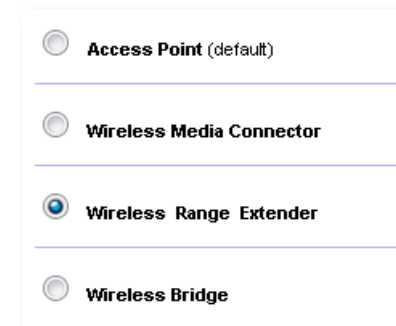 Access Point (default)
Wireless Media Connector
Wireless Range Extender
Wireless Bridge